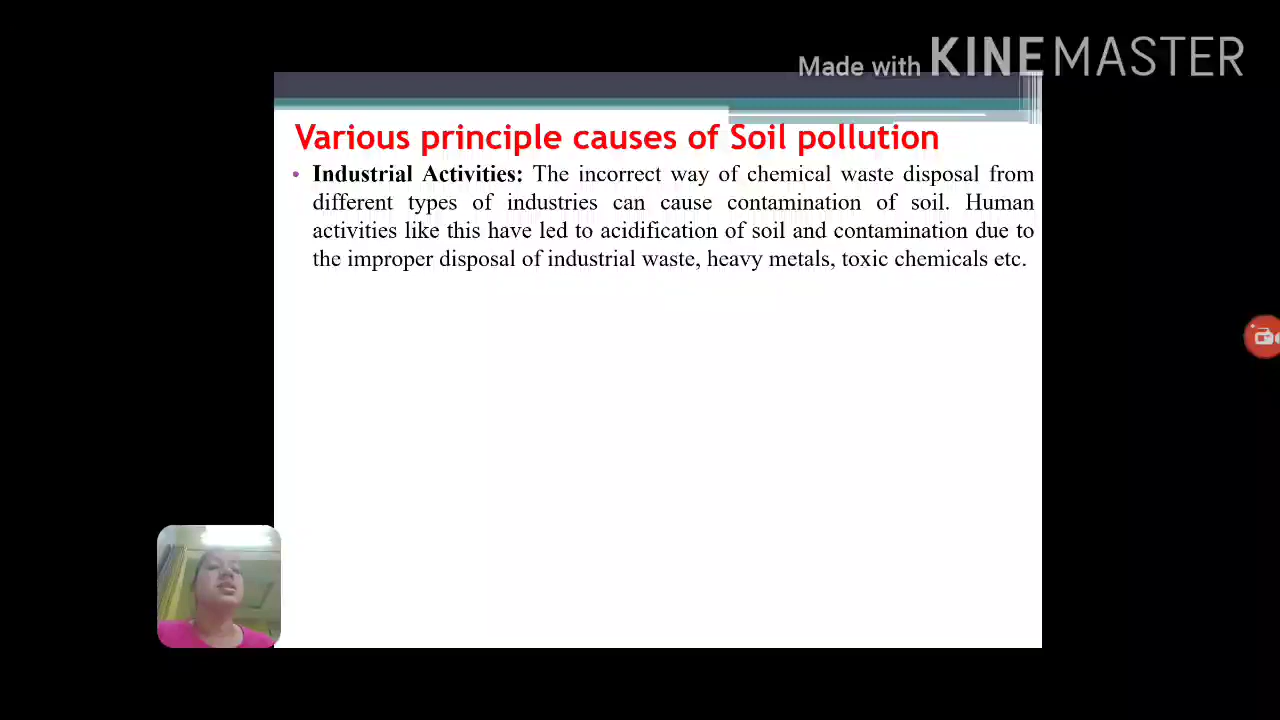 Made with KINEMASTER
Various principle causes of Soil pollution
• Industrial Activities: The incorrect way of chemical waste disposal from
different types of industries can cause contamination of soil. Human
activities like this have led to acidification of soil and contamination due to
the improper disposal of industrial waste, heavy metals, toxic chemicals etc.